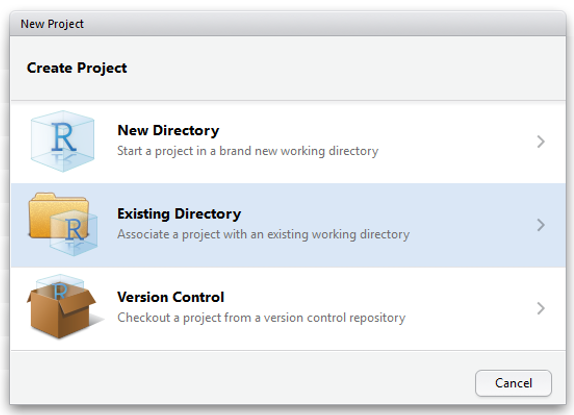 New Project
Create Project
R
New Directory
Start a project in a brand new working directory
R
Existing Directory
Associate a project with an existing working directory
R
Version Control
Checkout a project from a version control repository
Cancel